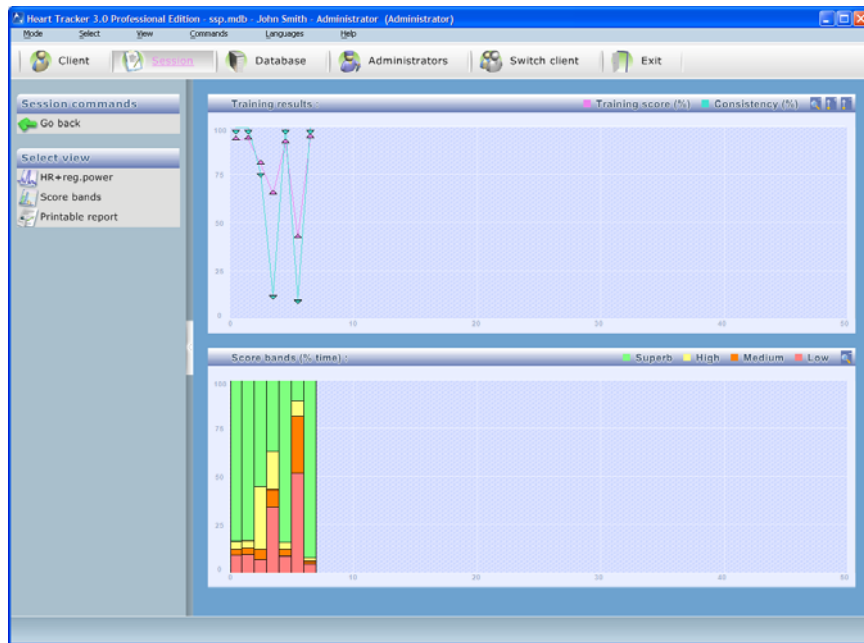 Heart Tracker 3.0 Professional Edition - ssp.mdb - John Smith - Administrator (Administrator)
Mode Select View Commands Languages Help
Client Session Database Administrators Switch client Exit
Session commands
Go back
Select view
HR+reg.power
Score bands
Printable report
Training results : Training score (%) Consistency (%)
100
75
50
25
0
0 10 20 30 40 50
Score bands (% time) : Superb High Medium Low
100
75
50
25
0
0 10 20 30 40 50